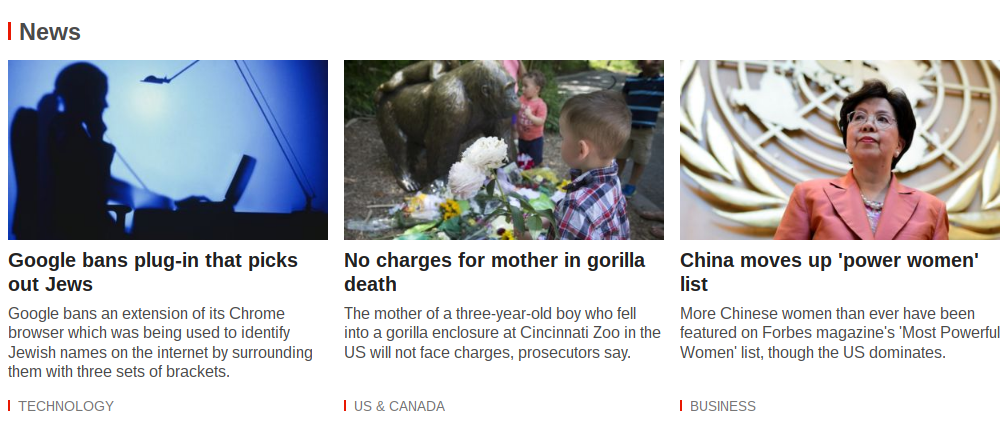 News
Google bans plug-in that picks
out Jews
Google bans an extension of its Chrome
browser which was being used to identify
Jewish names on the internet by surrounding
them with three sets of brackets.
TECHNOLOGY
No charges for mother in gorilla
death
The mother of a three-year-old boy who fell
into a gorilla enclosure at Cincinnati Zoo in the
US will not face charges, prosecutors say.
US & CANADA
China moves up 'power women'
list
More Chinese women than ever have been
featured on Forbes magazine's 'Most Powerful
Women' list, though the US dominates.
BUSINESS